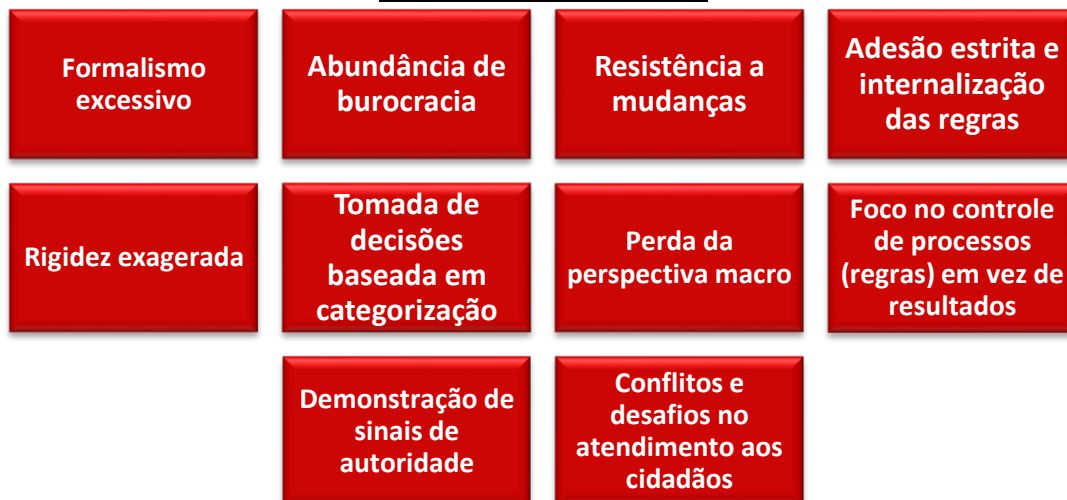 Formalismo
excessivo
Abundância de
burocracia
Resistência a
mudanças
Adesão estrita e
internalização
das regras
Rigidez exagerada
Tomada de
decisões
baseada em
categorização
Perda da
perspectiva macro
Foco no controle
de processos
(regras) em vez de
resultados
Demonstração de
sinais de
autoridade
Conflitos e
desafios no
atendimento aos
cidadãos